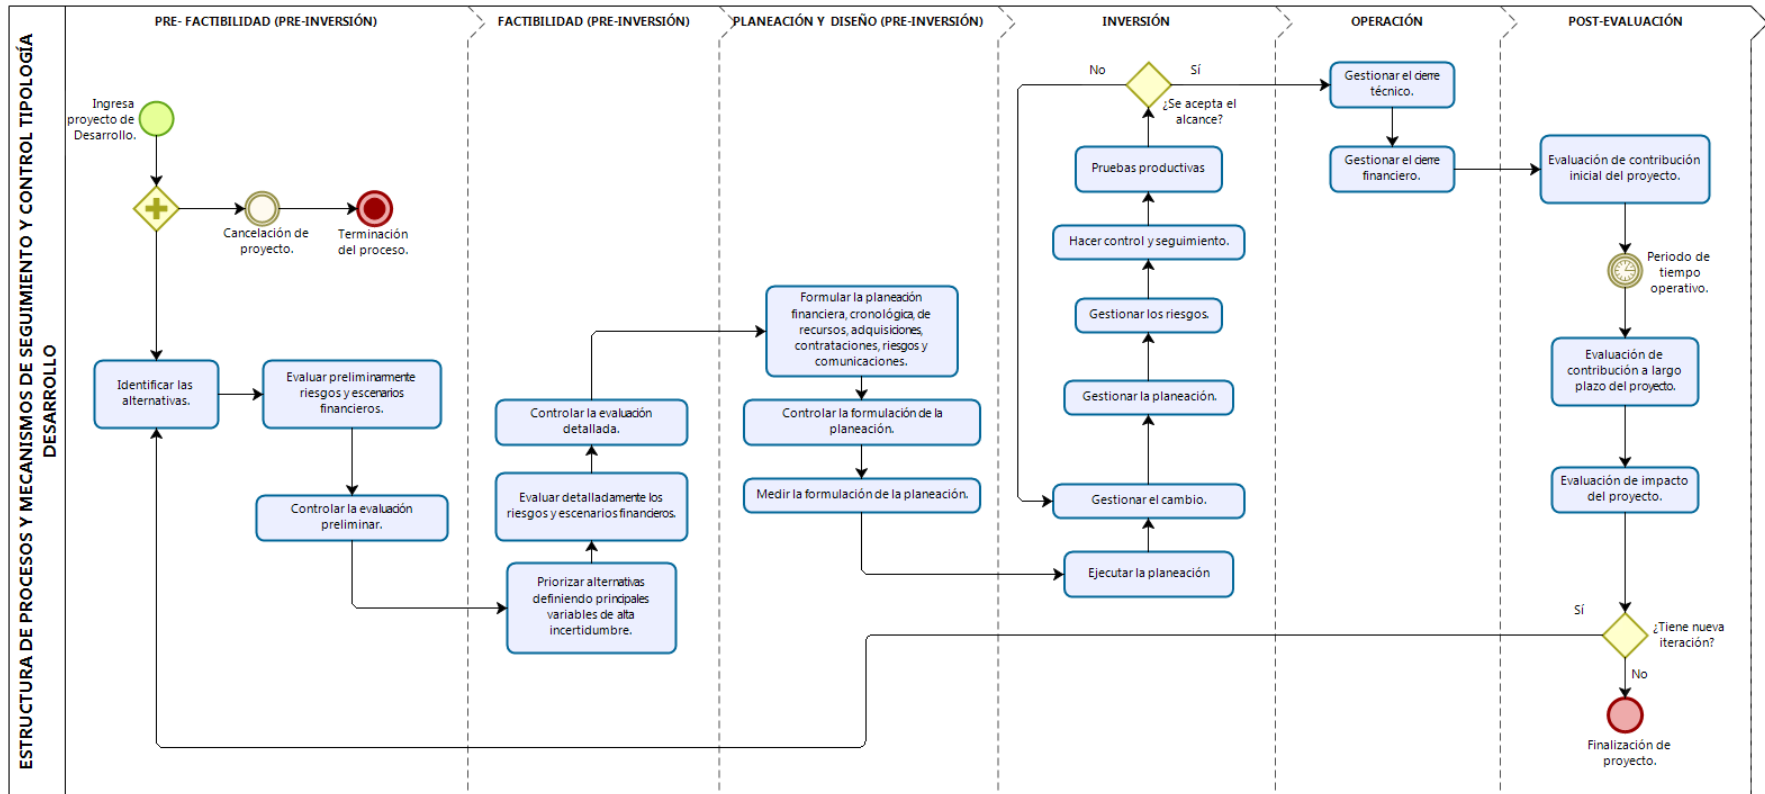 ESTRUCTURA DE PROCESOS Y MECANISMOS DE SEGUIMIENTO Y CONTROL TIPOLOGÍA
DESARROLLO
PRE- FACTIBILIDAD (PRE-INVERSIÓN)
Ingresa
proyecto de
Desarrollo.
Cancelación de
proyecto.
Terminación
del proceso.
Identificar las
alternativas.
Evaluar preliminarmente
riesgos y escenarios
financieros.
Controlar la evaluación
preliminar.
FACTIBILIDAD (PRE-INVERSIÓN)
Controlar la evaluación
detallada.
Evaluar detalladamente los
riesgos y escenarios financieros.
Priorizar alternativas
definiendo principales
variables de alta
incertidumbre.
PLANEACIÓN Y DISEÑO (PRE-INVERSIÓN)
Formular la planeación
financiera, cronológica, de
recursos, adquisiciones,
contrataciones, riesgos y
comunicaciones.
Controlar la formulación de la
planeación.
Medir la formulación de la planeación.
INVERSIÓN
No
Sí
¿Se acepta el
alcance?
Pruebas productivas
Hacer control y seguimiento.
Gestionar los riesgos.
Gestionar la planeación.
Gestionar el cambio.
Ejecutar la planeación
OPERACIÓN
Gestionar el cierre
técnico.
Gestionar el cierre
financiero.
POST-EVALUACIÓN
Evaluación de contribución
inicial del proyecto.
Periodo de
tiempo
operativo.
Evaluación de
contribución a largo
plazo del proyecto.
Evaluación de impacto
del proyecto.
Sí
¿Tiene nueva
iteración?
No
Finalización de
proyecto.